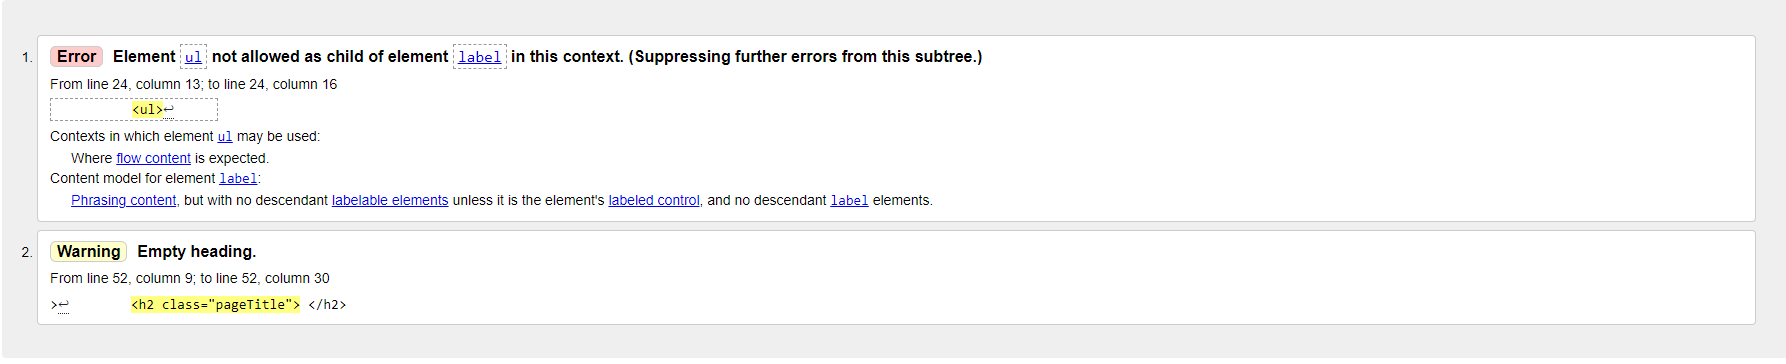 1. Error Element ul not allowed as child of element label in this context. (Suppressing further errors from this subtree.)
From line 24, column 13; to line 24, column 16
<ul>↩
Contexts in which element ul may be used:
Where flow content is expected.
Content model for element label:
Phrasing content, but with no descendant labelable elements unless it is the element's labeled control, and no descendant label elements.
2. Warning Empty heading.
From line 52, column 9; to line 52, column 30
>↩ <h2 class="pageTitle"> </h2>